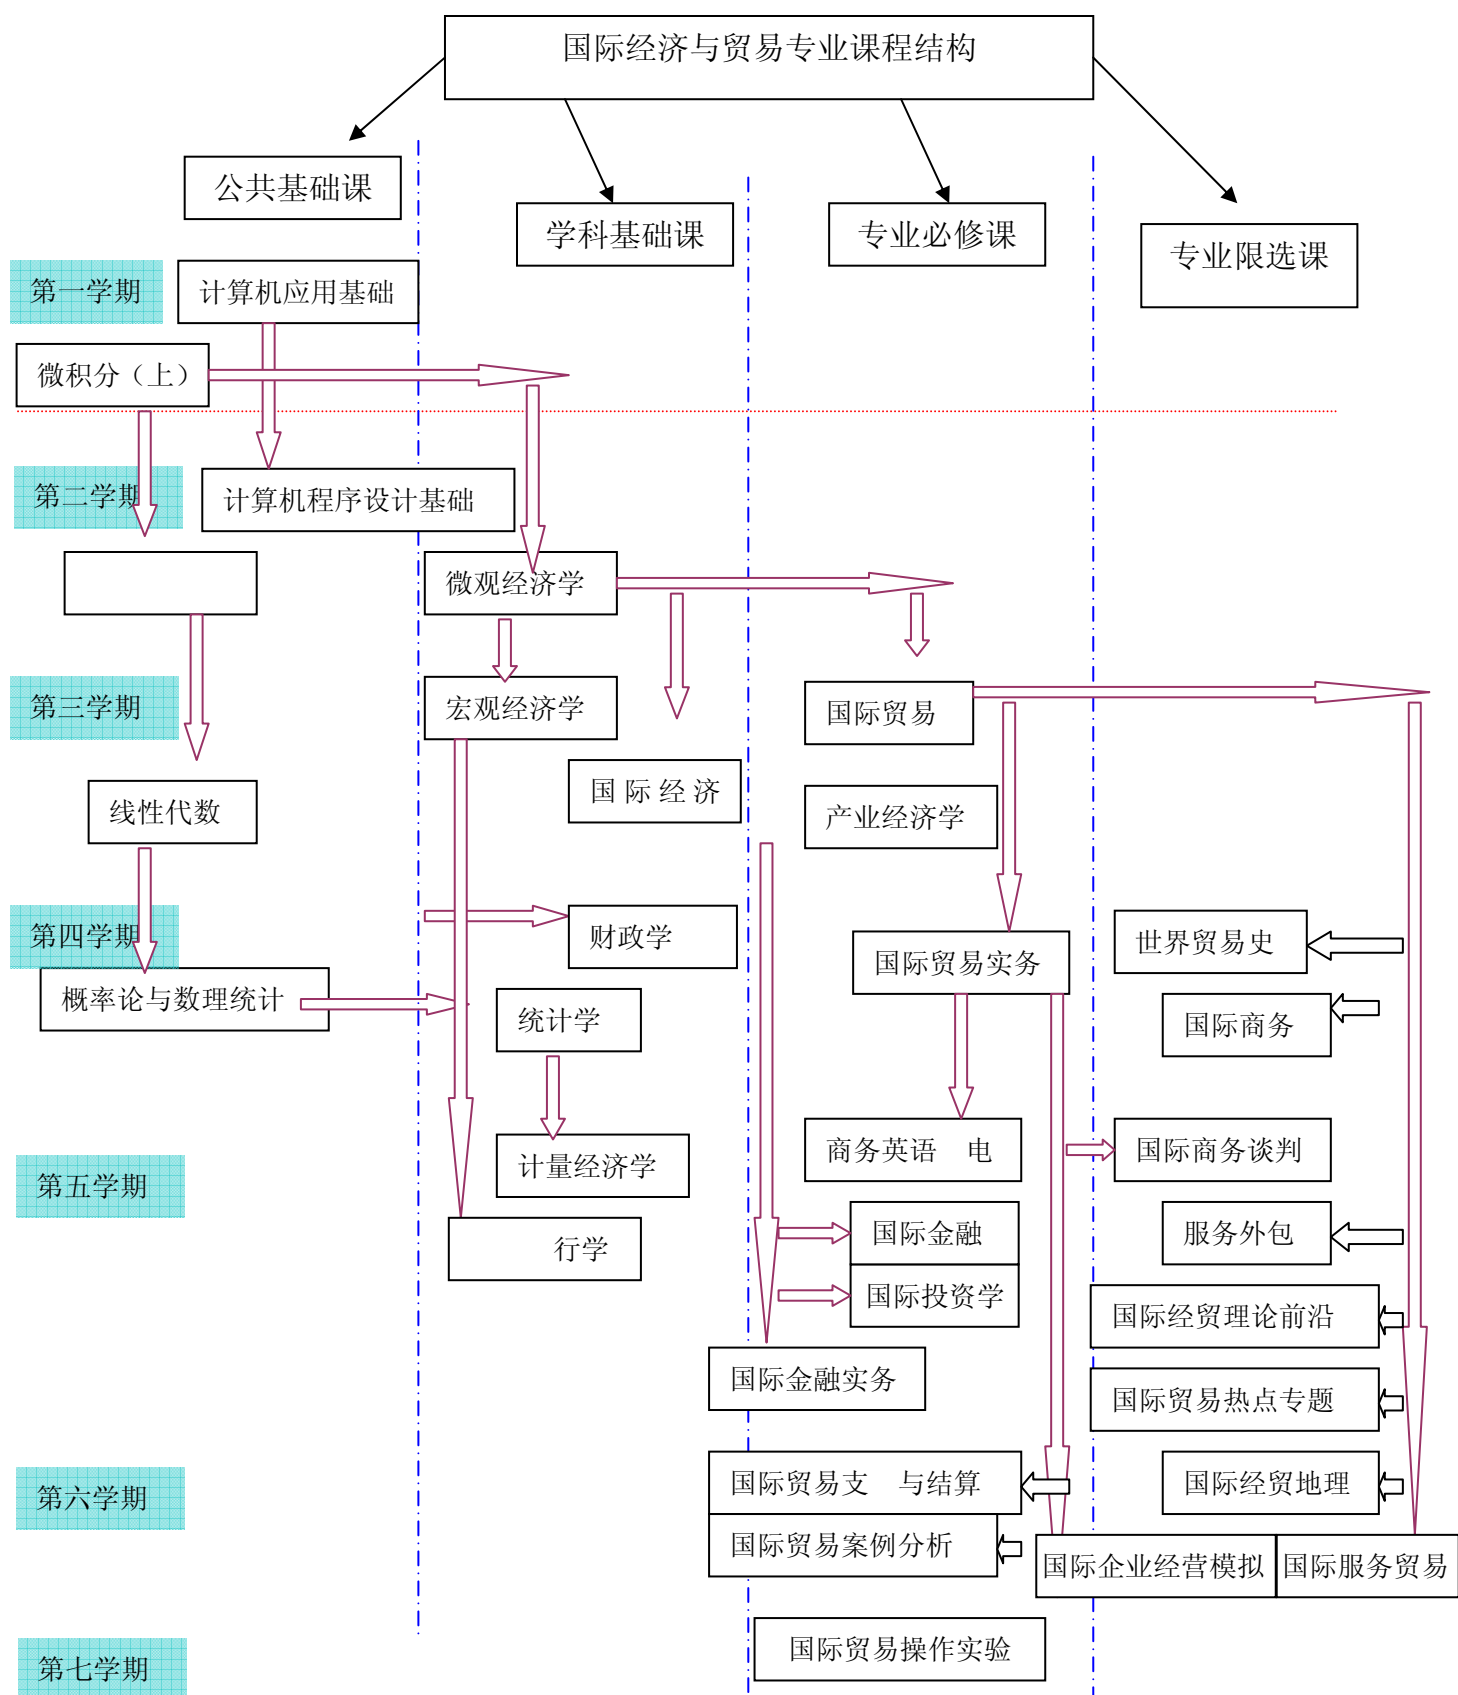 国际经济与贸易专业课程结构
公共基础课
学科基础课
专业必修课
专业限选课
第一学期
计算机应用基础
微积分（上）
第二学期
计算机程序设计基础
微观经济学
第三学期
宏观经济学
国际贸易
国际经济
线性代数
产业经济学
第四学期
财政学
世界贸易史
国际贸易实务
概率论与数理统计
统计学
国际商务
商务英语 电
国际商务谈判
计量经济学
第五学期
行学
国际金融
服务外包
国际投资学
国际经贸理论前沿
国际金融实务
国际贸易热点专题
第六学期
国际贸易支 与结算
国际经贸地理
国际贸易案例分析
国际企业经营模拟
国际服务贸易
国际贸易操作实验
第七学期